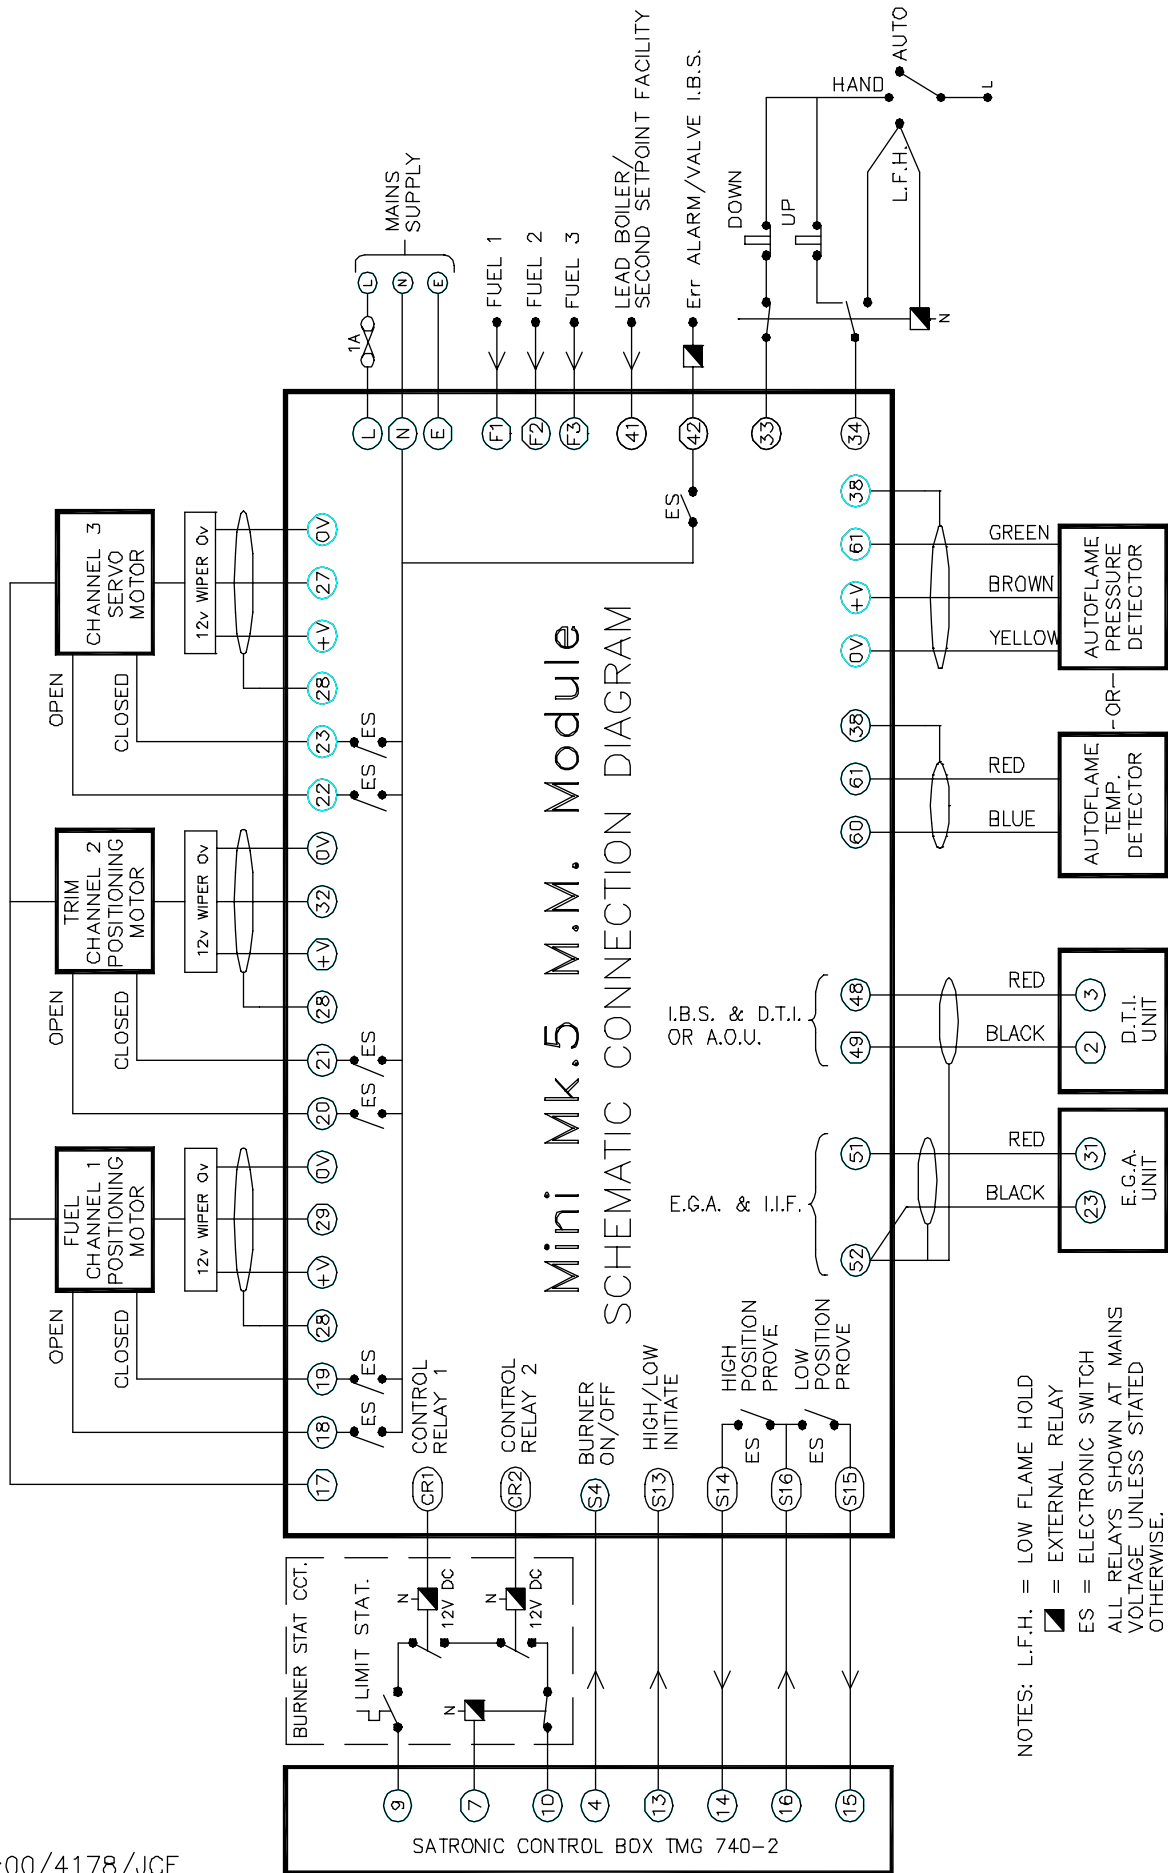 CHANNEL 3
SERVO
MOTOR
OPEN
CLOSED
12v WIPER 0v
0V
27
+V
28
23
22
ES
ES
TRIM
CHANNEL 2
POSITIONING
MOTOR
OPEN
CLOSED
12v WIPER 0v
0V
32
+V
28
21
20
ES
ES
FUEL
CHANNEL 1
POSITIONING
MOTOR
OPEN
CLOSED
12v WIPER 0v
0V
29
+V
28
19
18
17
ES
ES
MAINS
SUPPLY
L
N
E
1A
L
N
E
F1
FUEL 1
F2
FUEL 2
F3
FUEL 3
41
LEAD BOILER/
SECOND SETPOINT FACILITY
42
Err ALARM/VALVE I.B.S.
ES
33
DOWN
34
UP
HAND
AUTO
L
L.F.H.
N
Mini Mk.5 M.M. Module
SCHEMATIC CONNECTION DIAGRAM
CR1
CONTROL
RELAY 1
CR2
CONTROL
RELAY 2
S4
BURNER
ON/OFF
S13
HIGH/LOW
INITIATE
S14
HIGH
POSITION
PROVE
S16
LOW
POSITION
PROVE
S15
ES
ES
E.G.A. & I.I.F.
52
51
I.B.S. & D.T.I.
OR A.O.U.
49
48
60
61
38
0V
+V
61
38
BLACK
RED
23
31
E.G.A.
UNIT
BLACK
RED
2
3
D.T.I.
UNIT
BLUE
RED
AUTOFLAME
TEMP.
DETECTOR
-OR-
YELLOW
BROWN
GREEN
AUTOFLAME
PRESSURE
DETECTOR
BURNER STAT CCT.
LIMIT STAT.
N
12V DC
N
12V DC
N
9
7
10
4
13
14
16
15
SATRONIC CONTROL BOX TMG 740-2
NOTES: L.F.H. = LOW FLAME HOLD
= EXTERNAL RELAY
ES = ELECTRONIC SWITCH
ALL RELAYS SHOWN AT MAINS
VOLTAGE UNLESS STATED
OTHERWISE.
:00/4178/JCF